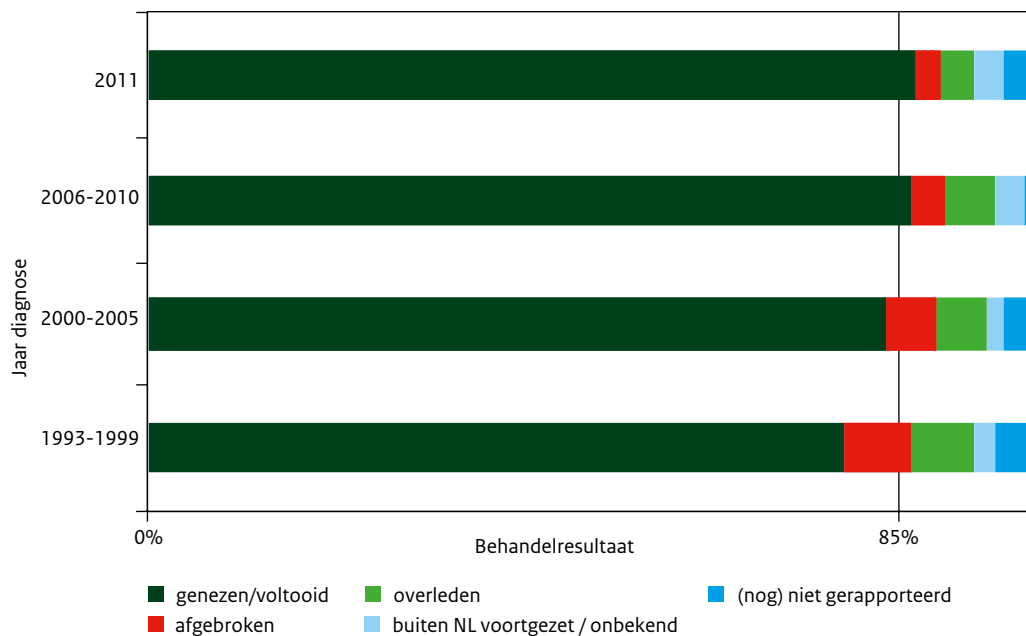 2011
2006-2010
2000-2005
1993-1999
Jaar diagnose
0%
85%
Behandelresultaat
genezen/voltooid
overleden
(nog) niet gerapporteerd
afgebroken
buiten NL voortgezet / onbekend